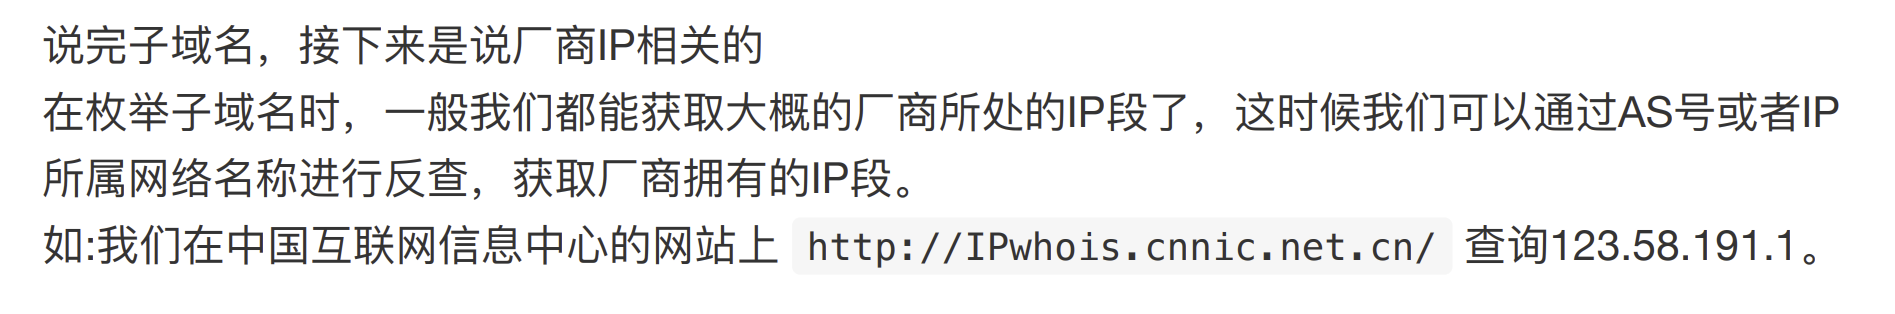 说完子域名，接下来是说厂商IP相关的
在枚举子域名时，一般我们都能获取大概的厂商所处的IP段了，这时候我们可以通过AS号或者IP
所属网络名称进行反查，获取厂商拥有的IP段。
如:我们在中国互联网信息中心的网站上 http://IPwhois.cnnic.net.cn/ 查询123.58.191.1。